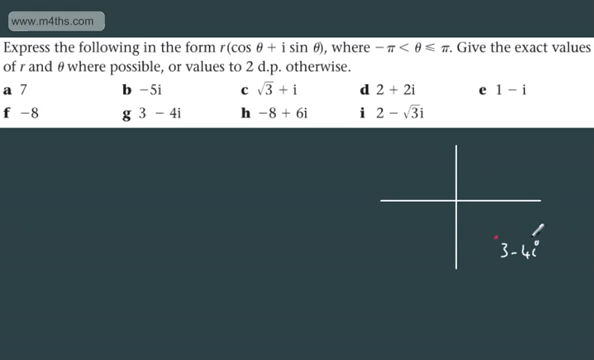 www.m4ths.com
Express the following in the form r(cos θ + i sin θ), where −π < θ ⩽ π. Give the exact values
of r and θ where possible, or values to 2 d.p. otherwise.
a 7 b −5i c √3 + i d 2 + 2i e 1 − i
f −8 g 3 − 4i h −8 + 6i i 2 − √3i
3-4i